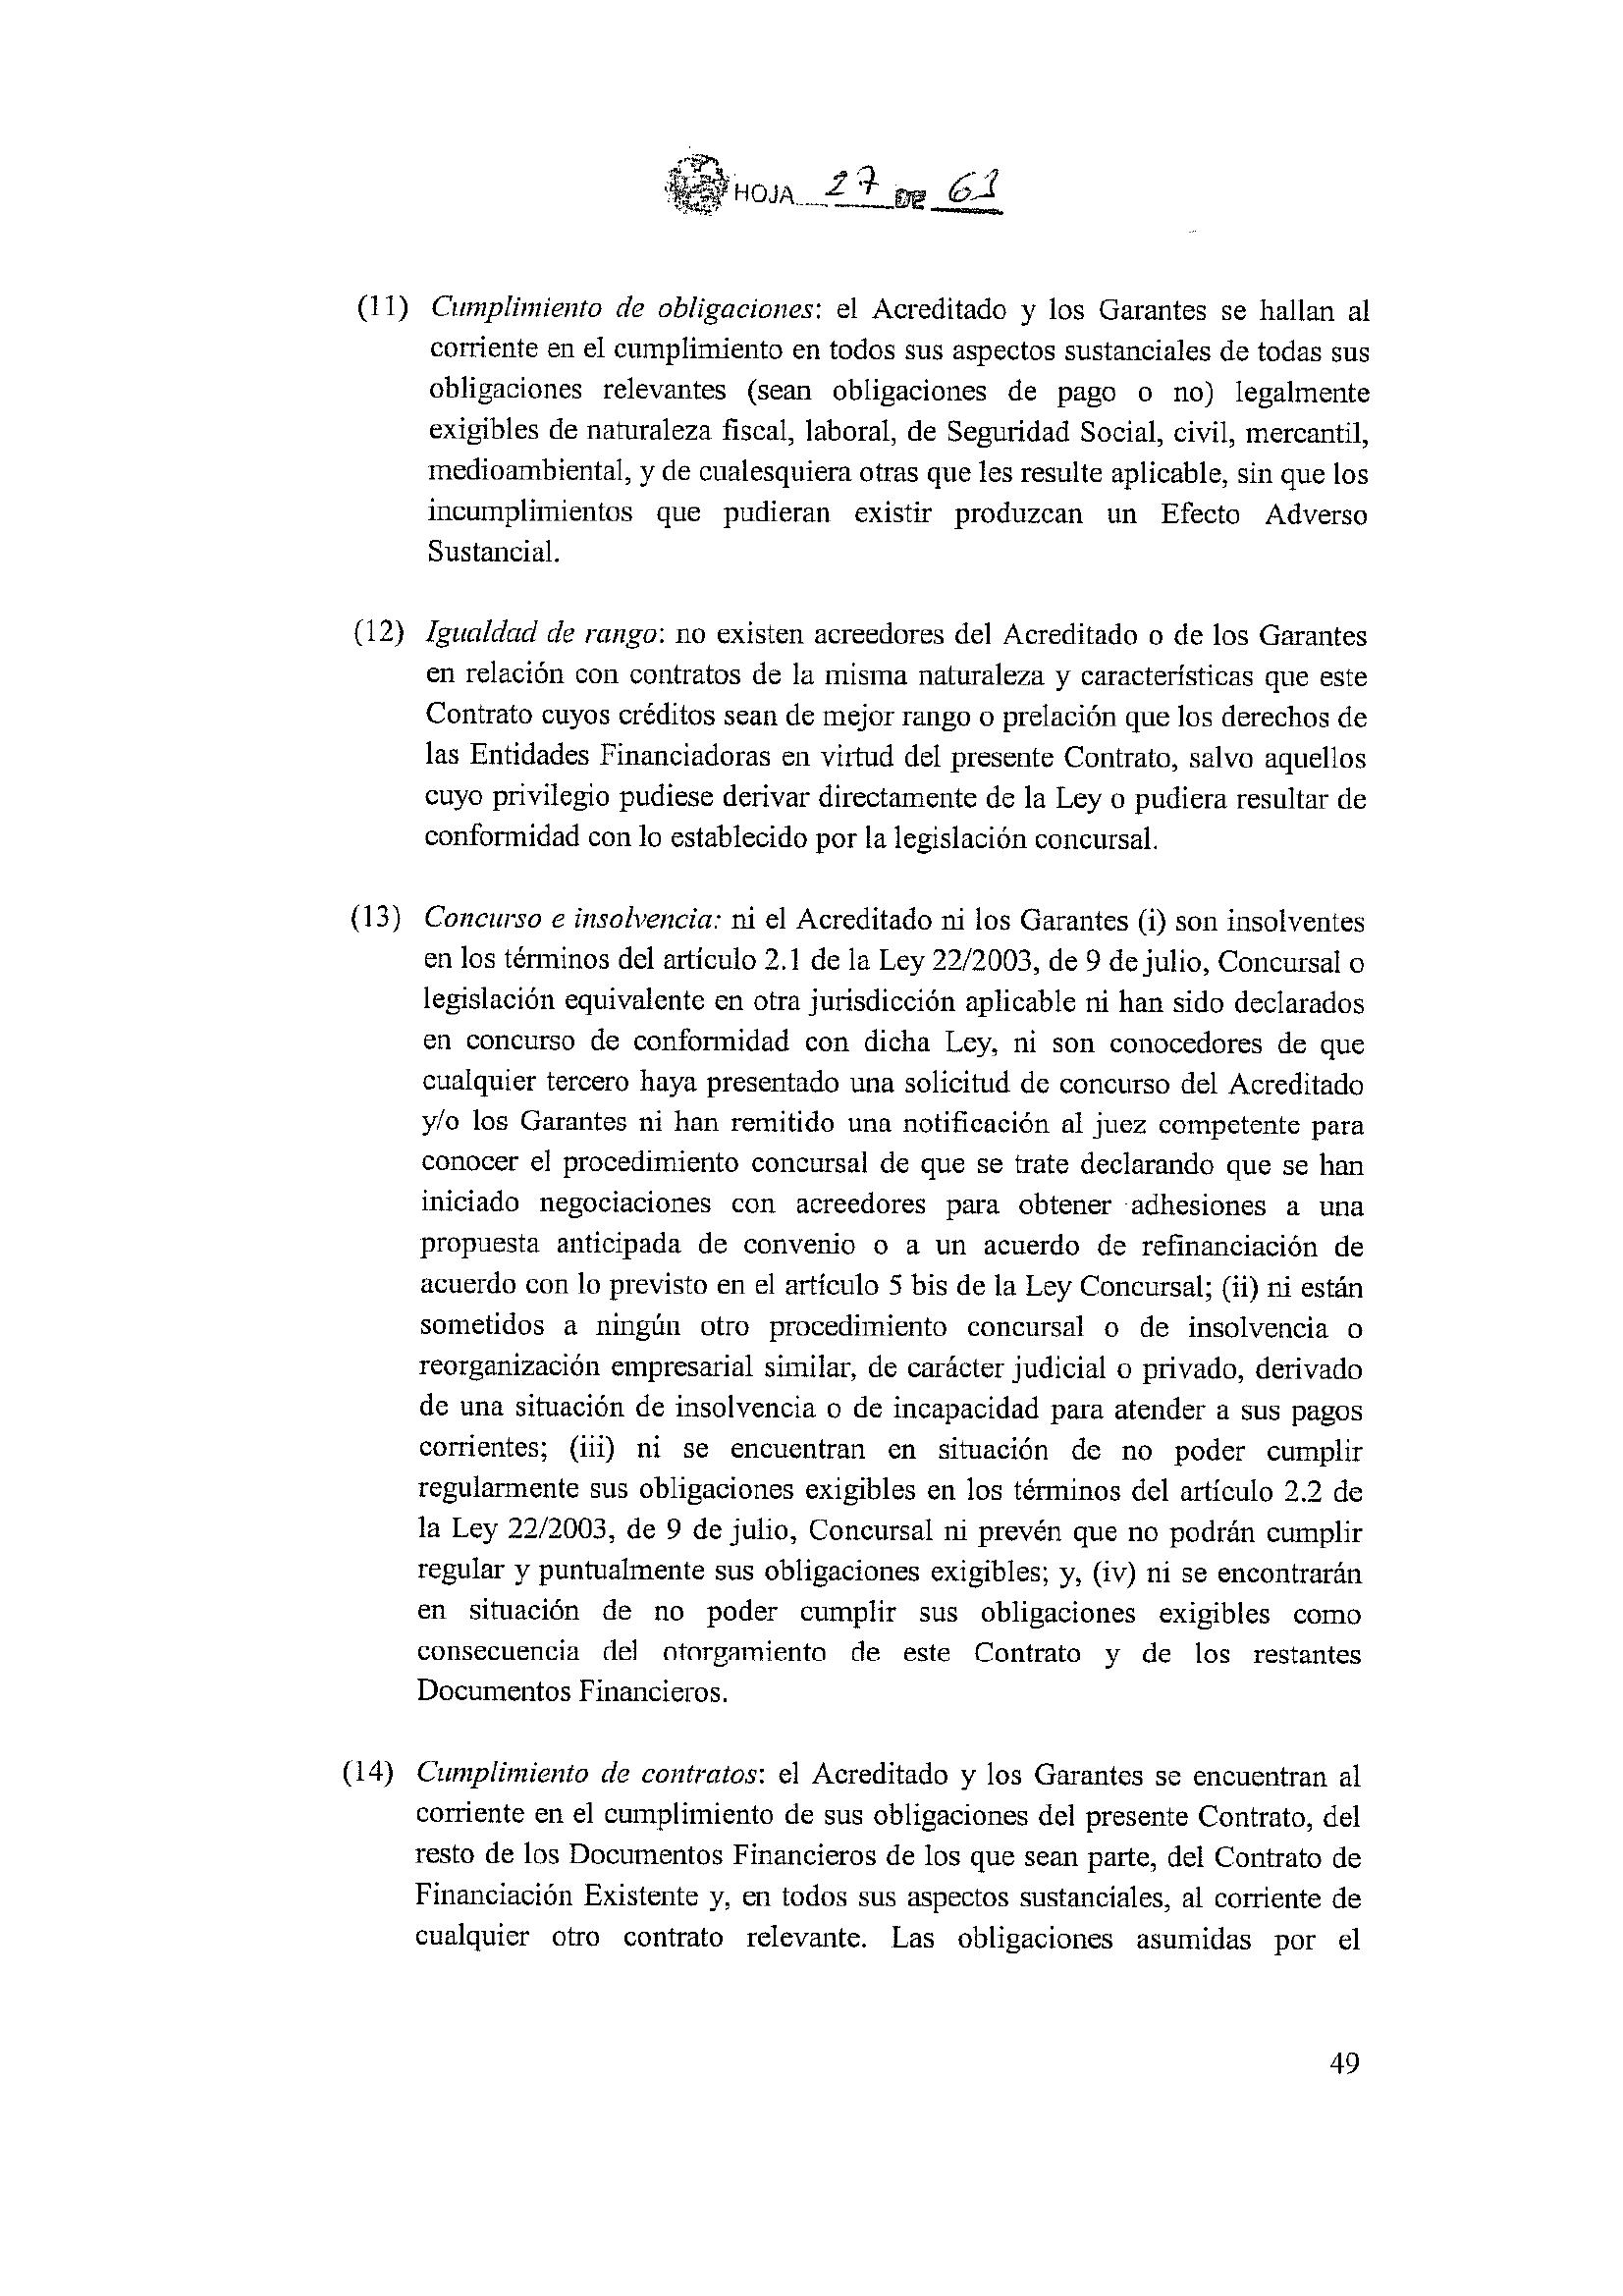 HOJA 27 DE 61
(11) Cumplimiento de obligaciones: el Acreditado y los Garantes se hallan al
corriente en el cumplimiento en todos sus aspectos sustanciales de todas sus
obligaciones relevantes (sean obligaciones de pago o no) legalmente
exigibles de naturaleza fiscal, laboral, de Seguridad Social, civil, mercantil,
medioambiental, y de cualesquiera otras que les resulte aplicable, sin que los
incumplimientos que pudieran existir produzcan un Efecto Adverso
Sustancial.
(12) Igualdad de rango: no existen acreedores del Acreditado o de los Garantes
en relación con contratos de la misma naturaleza y características que este
Contrato cuyos créditos sean de mejor rango o prelación que los derechos de
las Entidades Financiadoras en virtud del presente Contrato, salvo aquellos
cuyo privilegio pudiese derivar directamente de la Ley o pudiera resultar de
conformidad con lo establecido por la legislación concursal.
(13) Concurso e insolvencia: ni el Acreditado ni los Garantes (i) son insolventes
en los términos del artículo 2.1 de la Ley 22/2003, de 9 de julio, Concursal o
legislación equivalente en otra jurisdicción aplicable ni han sido declarados
en concurso de conformidad con dicha Ley, ni son conocedores de que
cualquier tercero haya presentado una solicitud de concurso del Acreditado
y/o los Garantes ni han remitido una notificación al juez competente para
conocer el procedimiento concursal de que se trate declarando que se han
iniciado negociaciones con acreedores para obtener adhesiones a una
propuesta anticipada de convenio o a un acuerdo de refinanciación de
acuerdo con lo previsto en el artículo 5 bis de la Ley Concursal; (ii) ni están
sometidos a ningún otro procedimiento concursal o de insolvencia o
reorganización empresarial similar, de carácter judicial o privado, derivado
de una situación de insolvencia o de incapacidad para atender a sus pagos
corrientes; (iii) ni se encuentran en situación de no poder cumplir
regularmente sus obligaciones exigibles en los términos del artículo 2.2 de
la Ley 22/2003, de 9 de julio, Concursal ni prevén que no podrán cumplir
regular y puntualmente sus obligaciones exigibles; y, (iv) ni se encontrarán
en situación de no poder cumplir sus obligaciones exigibles como
consecuencia del otorgamiento de este Contrato y de los restantes
Documentos Financieros.
(14) Cumplimiento de contratos: el Acreditado y los Garantes se encuentran al
corriente en el cumplimiento de sus obligaciones del presente Contrato, del
resto de los Documentos Financieros de los que sean parte, del Contrato de
Financiación Existente y, en todos sus aspectos sustanciales, al corriente de
cualquier otro contrato relevante. Las obligaciones asumidas por el
49